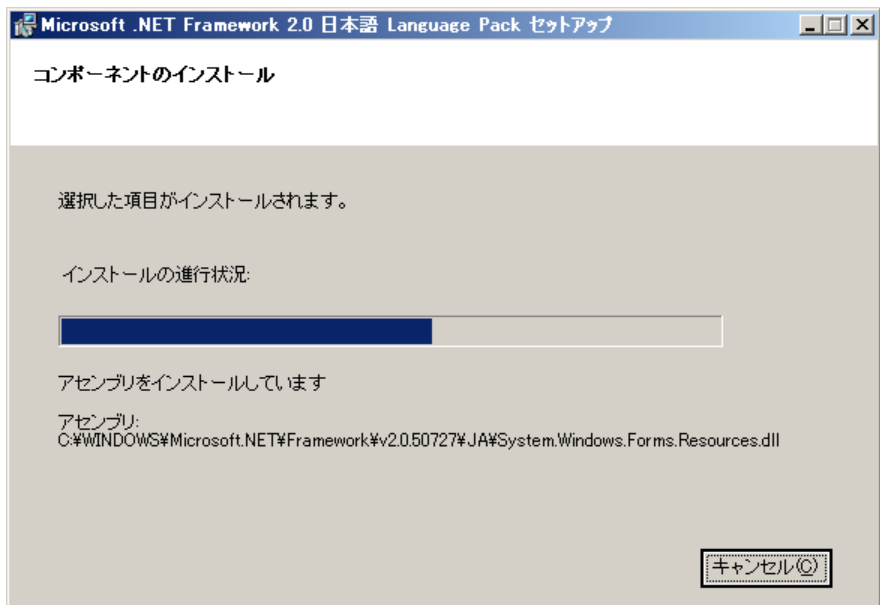 Microsoft .NET Framework 2.0 日本語 Language Pack セットアップ
コンポーネントのインストール
選択した項目がインストールされます。
インストールの進行状況:
アセンブリをインストールしています
アセンブリ:
C:¥WINDOWS¥Microsoft.NET¥Framework¥v2.0.50727¥JA¥System.Windows.Forms.Resources.dll
キャンセル(C)